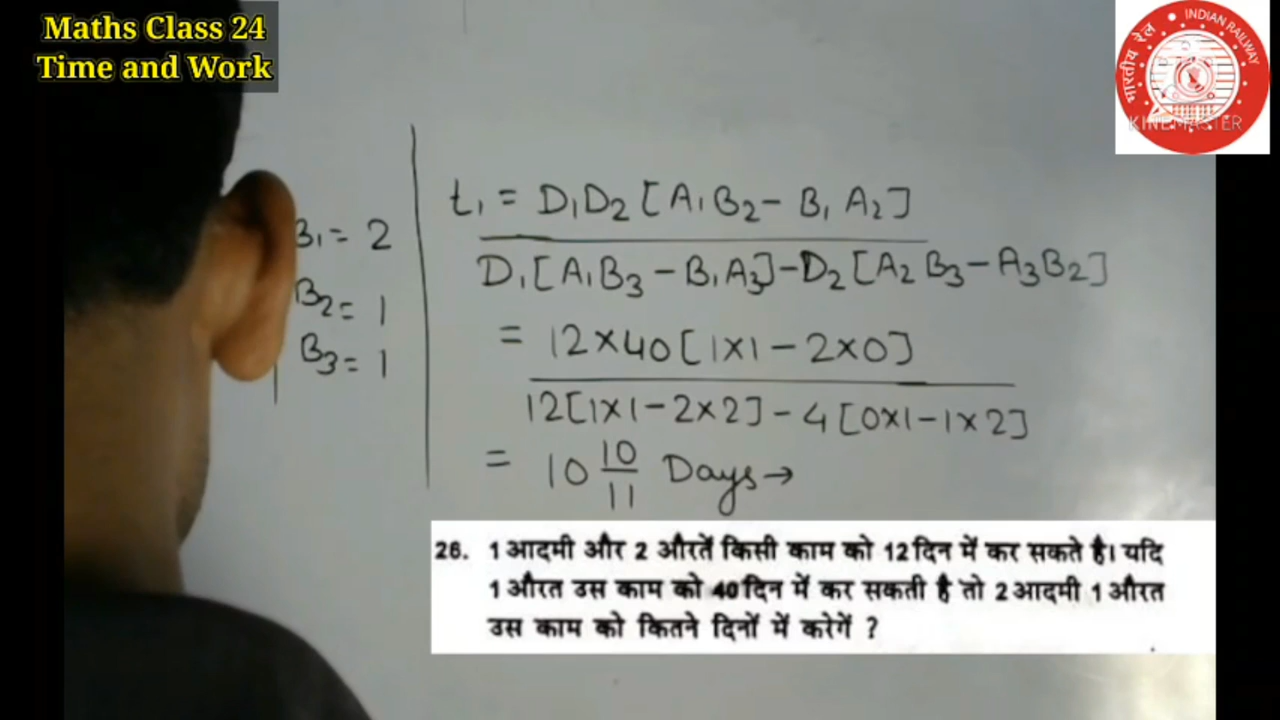 Maths Class 24
Time and Work
भारतीय रेल INDIAN RAILWAY
KINEMASTER
B₁ = 2
B₂ = 1
B₃ = 1
t₁ = D₁D₂ [A₁B₂ - B₁ A₂]
D₁[A₁B₃ - B₁A₃] - D₂[A₂B₃ - A₃B₂]
= 12×40[1×1 - 2×0]
12[1×1 - 2×2] - 4[0×1 - 1×2]
= 10 10/11 Days→
26. 1 आदमी और 2 औरतें किसी काम को 12 दिन में कर सकते है। यदि
1 औरत उस काम को 40 दिन में कर सकती है तो 2 आदमी 1 औरत
उस काम को कितने दिनों में करेगें ?